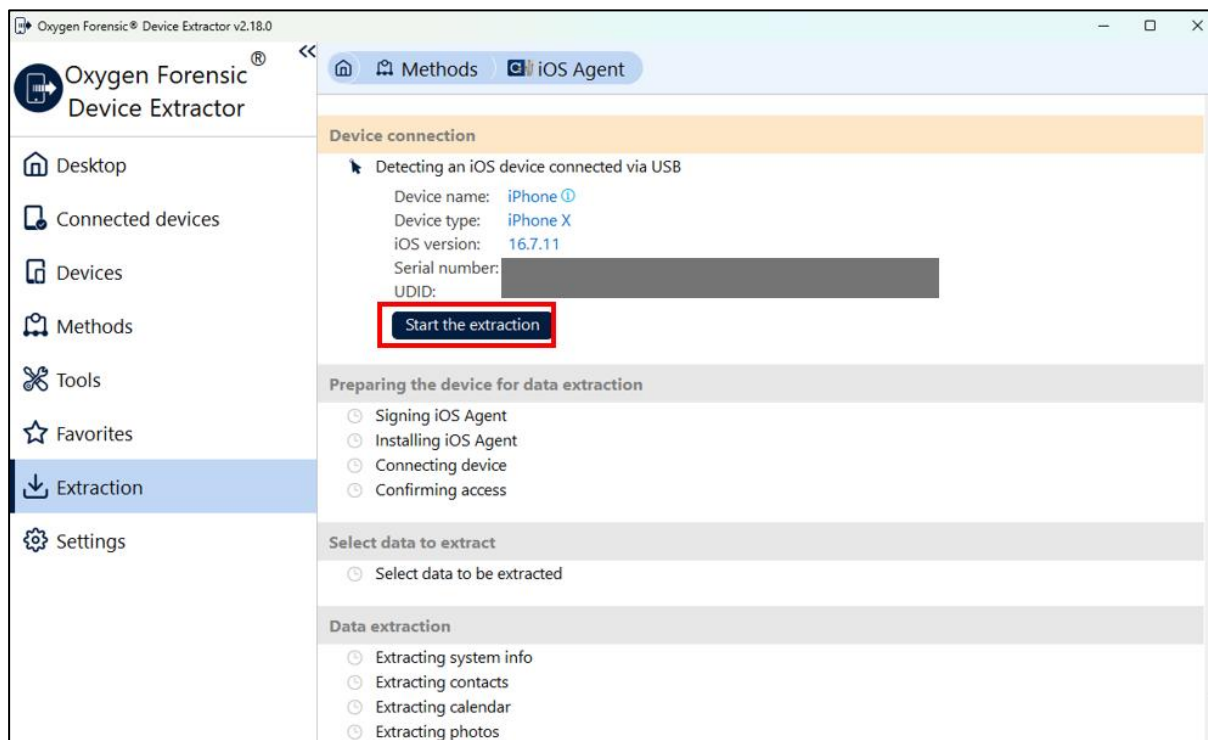 Oxygen Forensic® Device Extractor v2.18.0
Oxygen Forensic®
Device Extractor
Desktop
Connected devices
Devices
Methods
Tools
Favorites
Extraction
Settings
Methods iOS Agent
Device connection
Detecting an iOS device connected via USB
Device name: iPhone
Device type: iPhone X
iOS version: 16.7.11
Serial number:
UDID:
Start the extraction
Preparing the device for data extraction
Signing iOS Agent
Installing iOS Agent
Connecting device
Confirming access
Select data to extract
Select data to be extracted
Data extraction
Extracting system info
Extracting contacts
Extracting calendar
Extracting photos